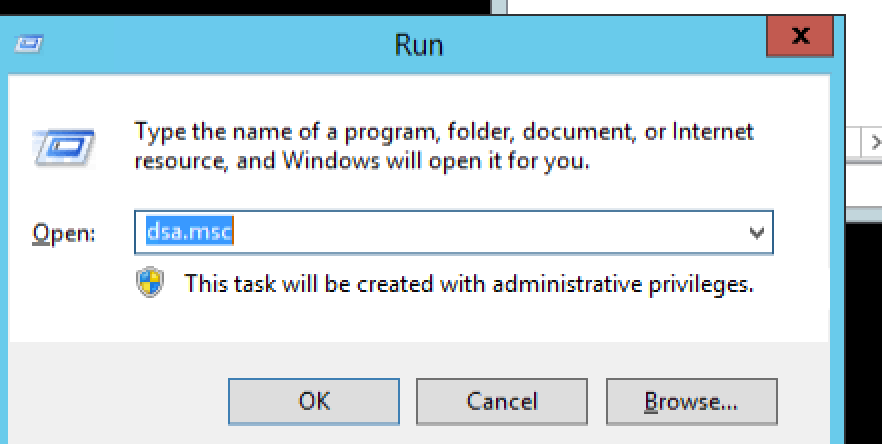 Run
x
Type the name of a program, folder, document, or Internet
resource, and Windows will open it for you.
Open: dsa.msc
This task will be created with administrative privileges.
OK Cancel Browse...